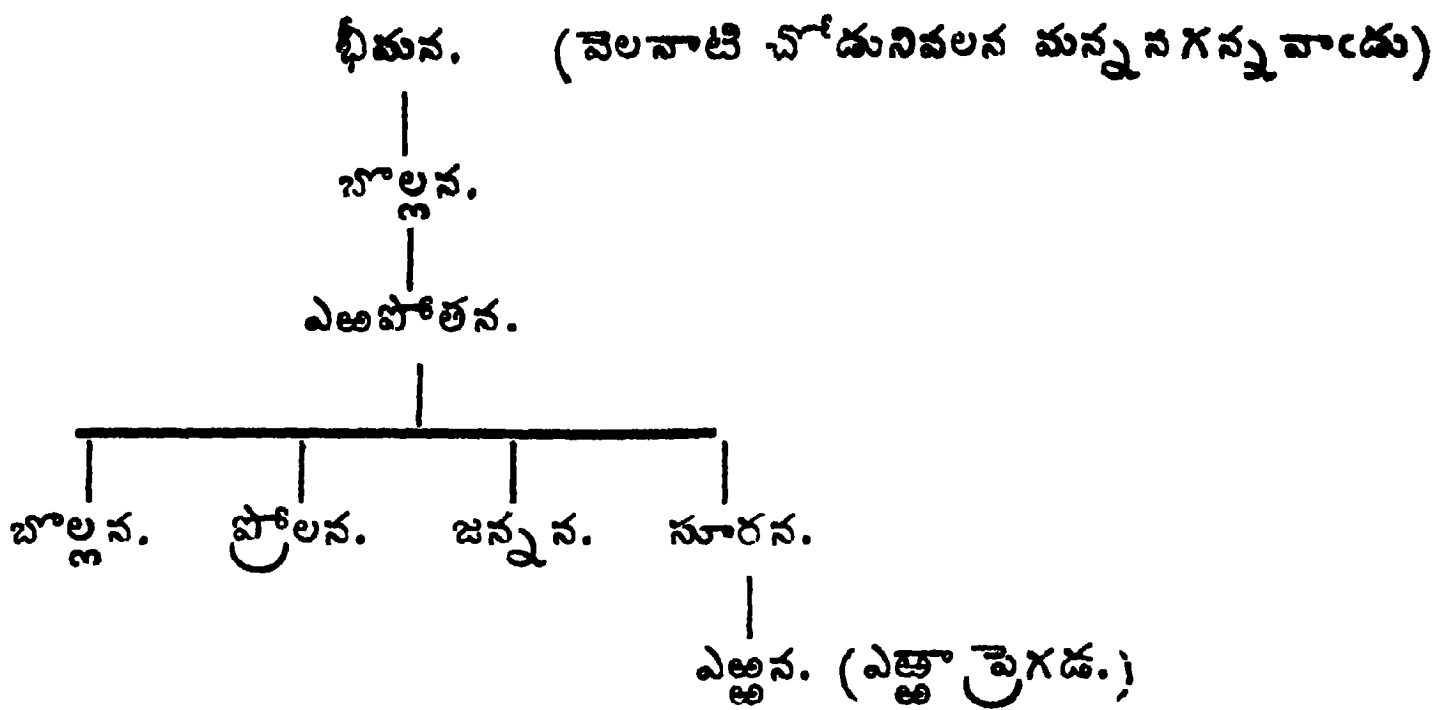 భీమన. (వెలనాటి చోడునివలన మన్ననగన్నవాఁడు)
బొల్లన.
ఎఱపోతన.
బొల్లన. ప్రోలన. జన్నన. సూరన.
ఎఱ్ఱన. (ఎఱ్ఱా ప్రెగడ.)